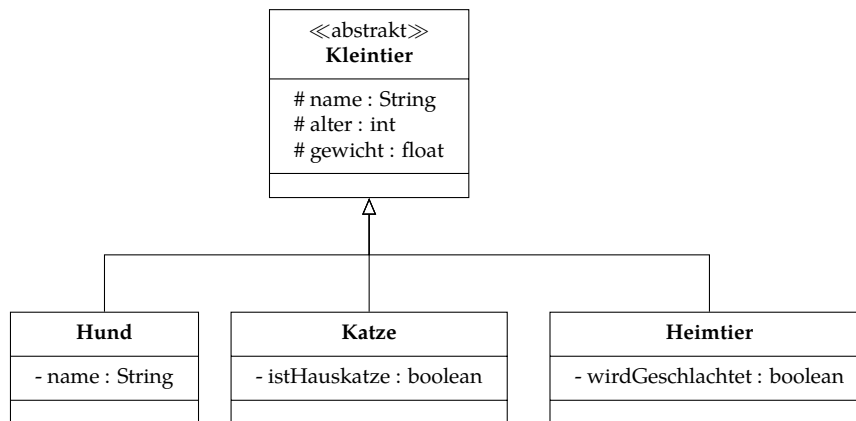 ≪abstrakt≫
Kleintier
# name : String
# alter : int
# gewicht : float
Hund
- name : String
Katze
- istHauskatze : boolean
Heimtier
- wirdGeschlachtet : boolean